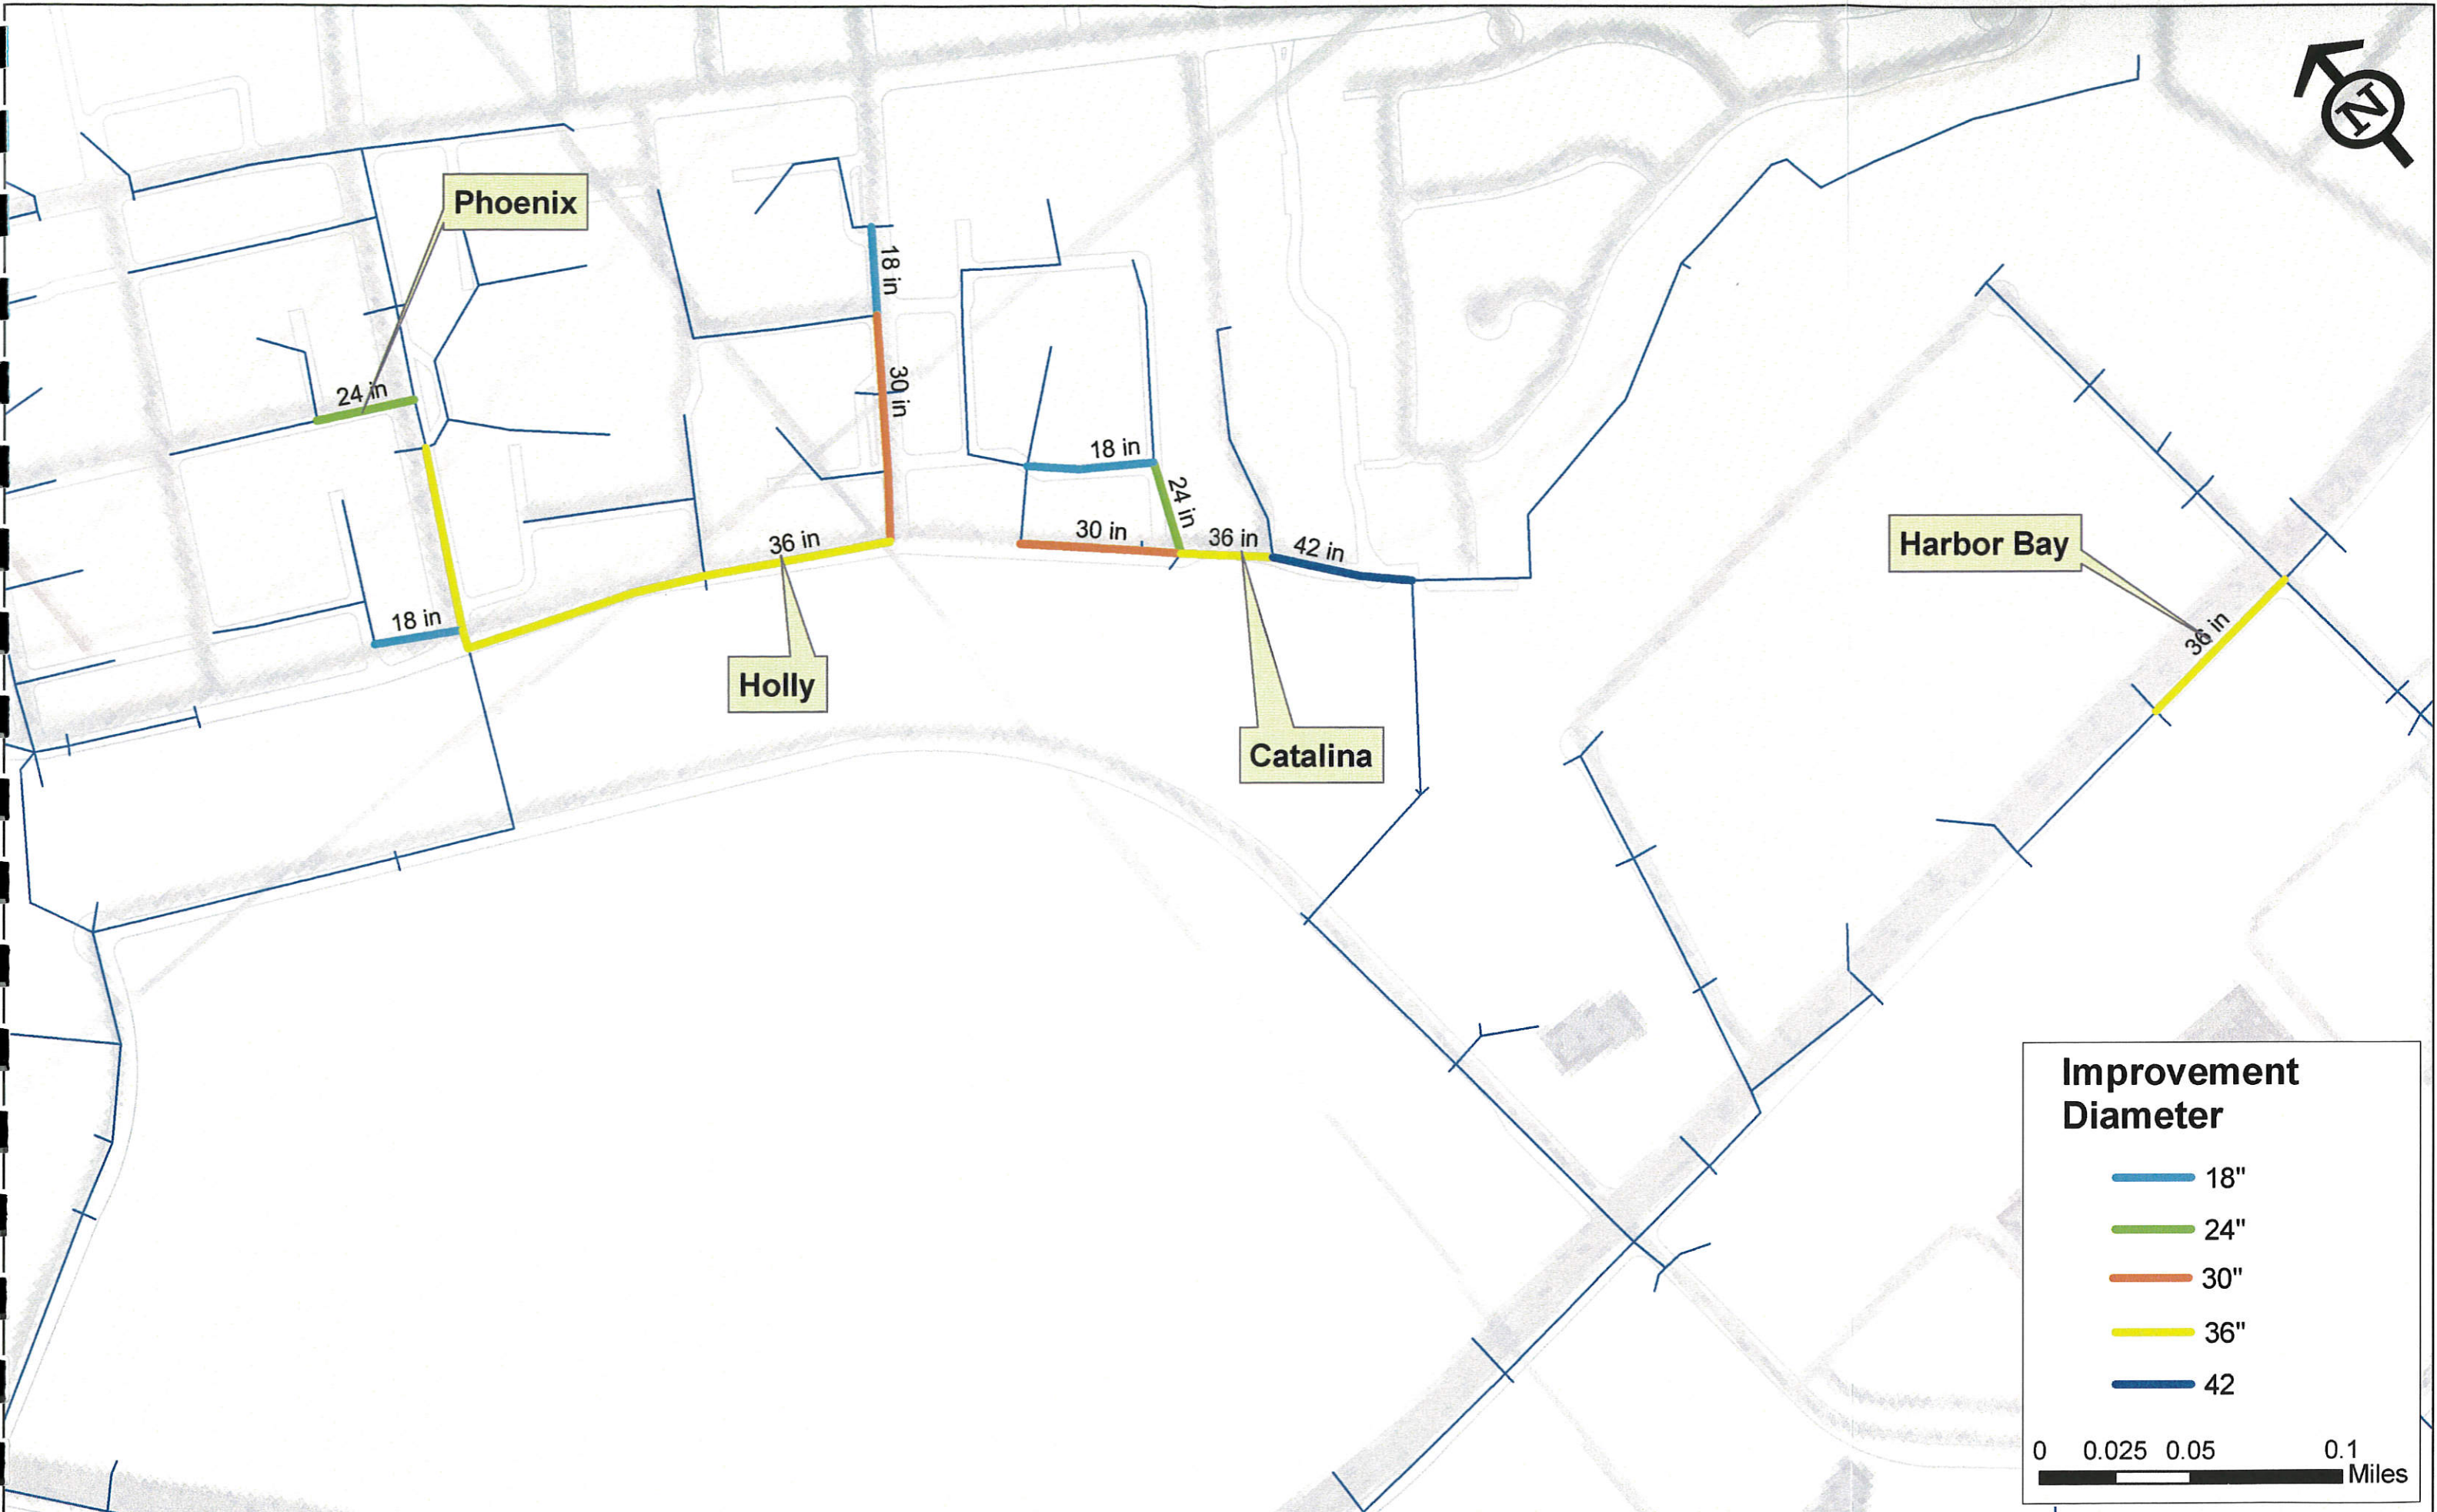 N
Phoenix
18 in
24 in
30 in
18 in
24 in
18 in
36 in
30 in
36 in
42 in
Harbor Bay
36 in
Holly
Catalina
Improvement
Diameter
18"
24"
30"
36"
42
0 0.025 0.05 0.1
Miles